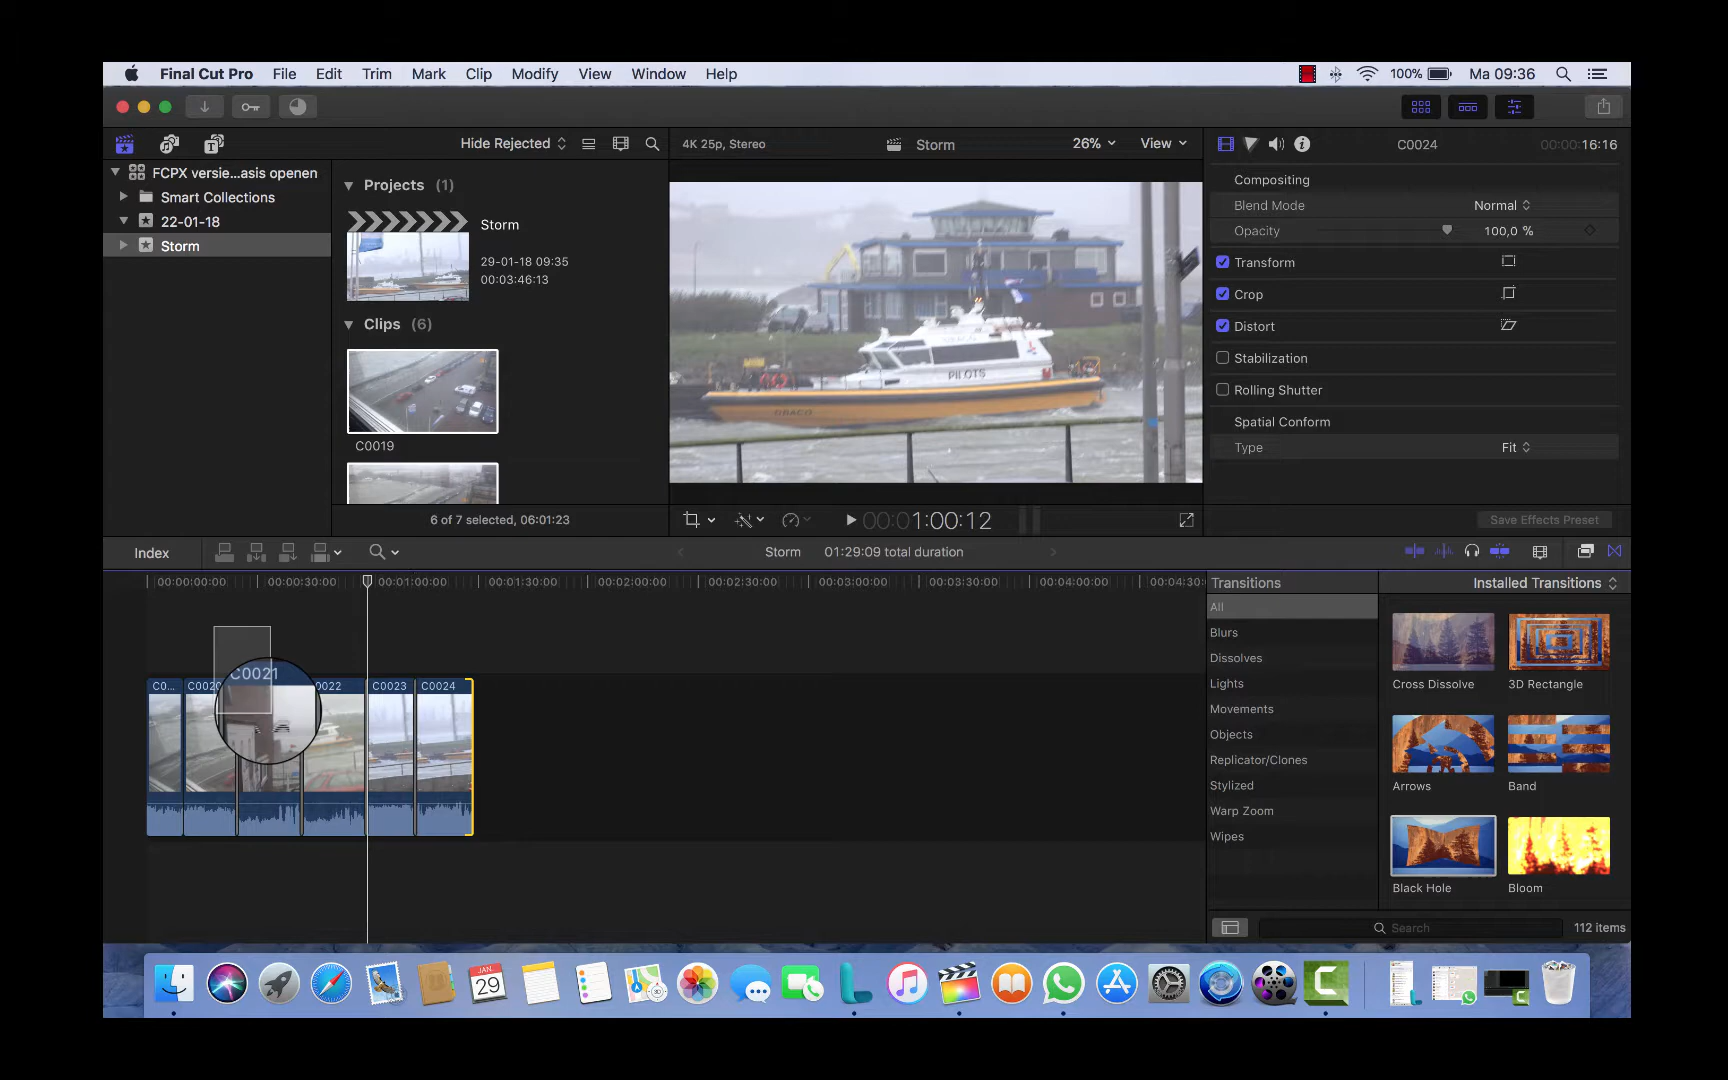 Final Cut Pro File Edit Trim Mark Clip Modify View Window Help 100% Ma 09:36
Hide Rejected
4K 25p, Stereo Storm 26% View
C0024 00:00:16:16
FCPX versie...asis openen
Smart Collections
22-01-18
Storm
Projects (1)
Storm
29-01-18 09:35
00:03:46:13
Clips (6)
C0019
6 of 7 selected, 06:01:23
PILOTS
DRACO
00:01:00:12
Compositing
Blend Mode Normal
Opacity 100,0 %
Transform
Crop
Distort
Stabilization
Rolling Shutter
Spatial Conform
Type Fit
Save Effects Preset
Index Storm 01:29:09 total duration
00:00:00:00 00:00:30:00 00:01:00:00 00:01:30:00 00:02:00:00 00:02:30:00 00:03:00:00 00:03:30:00 00:04:00:00 00:04:30:
C0... C0020 C0021 0022 C0023 C0024
Transitions
All
Blurs
Dissolves
Lights
Movements
Objects
Replicator/Clones
Stylized
Warp Zoom
Wipes
Installed Transitions
Cross Dissolve 3D Rectangle
Arrows Band
Black Hole Bloom
Search 112 items
JAN.
29